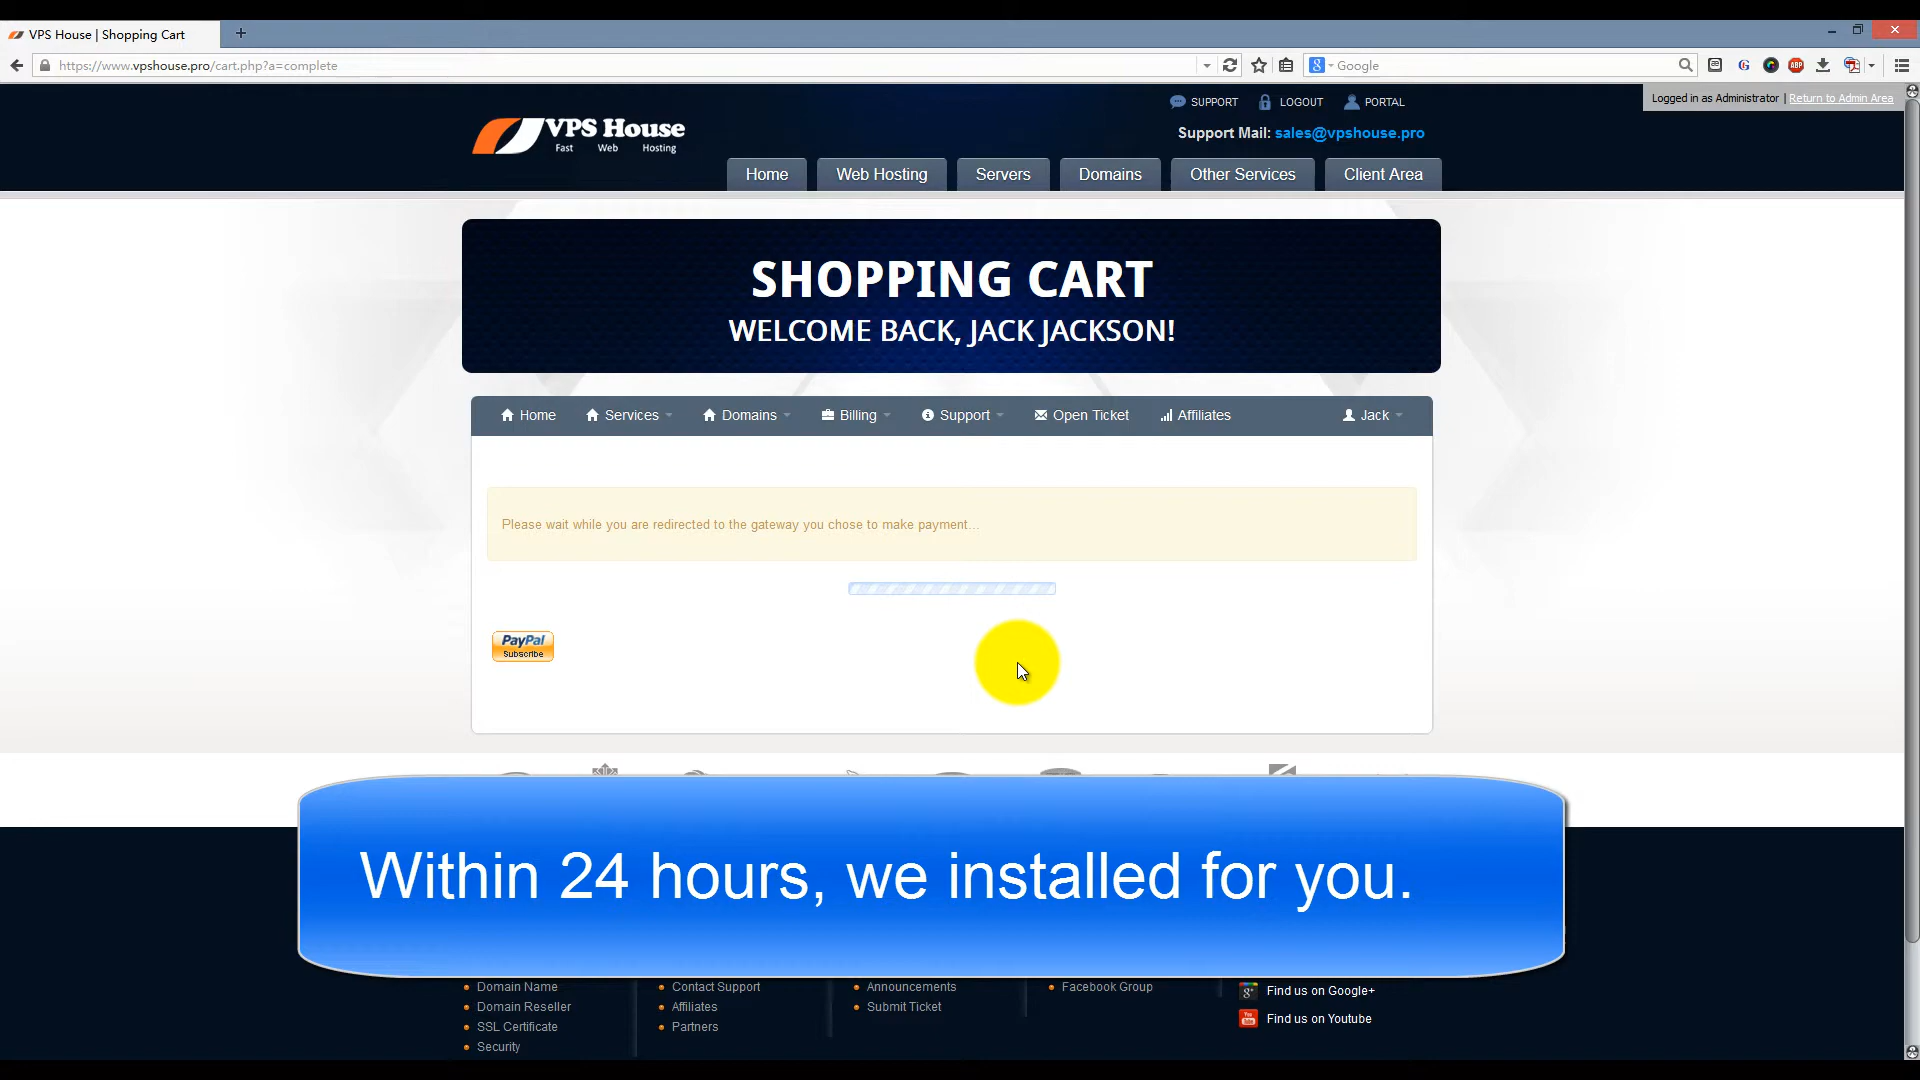 VPS House | Shopping Cart
https://www.vpshouse.pro/cart.php?a=complete
Google
SUPPORT LOGOUT PORTAL
Logged in as Administrator | Return to Admin Area
VPS House
Fast Web Hosting
Support Mail: sales@vpshouse.pro
Home Web Hosting Servers Domains Other Services Client Area
SHOPPING CART
WELCOME BACK, JACK JACKSON!
Home Services Domains Billing Support Open Ticket Affiliates Jack
Please wait while you are redirected to the gateway you chose to make payment...
PayPal
Subscribe
Within 24 hours, we installed for you.
Domain Name Contact Support Announcements Facebook Group Find us on Google+
Domain Reseller Affiliates Submit Ticket
SSL Certificate Partners Find us on Youtube
Security